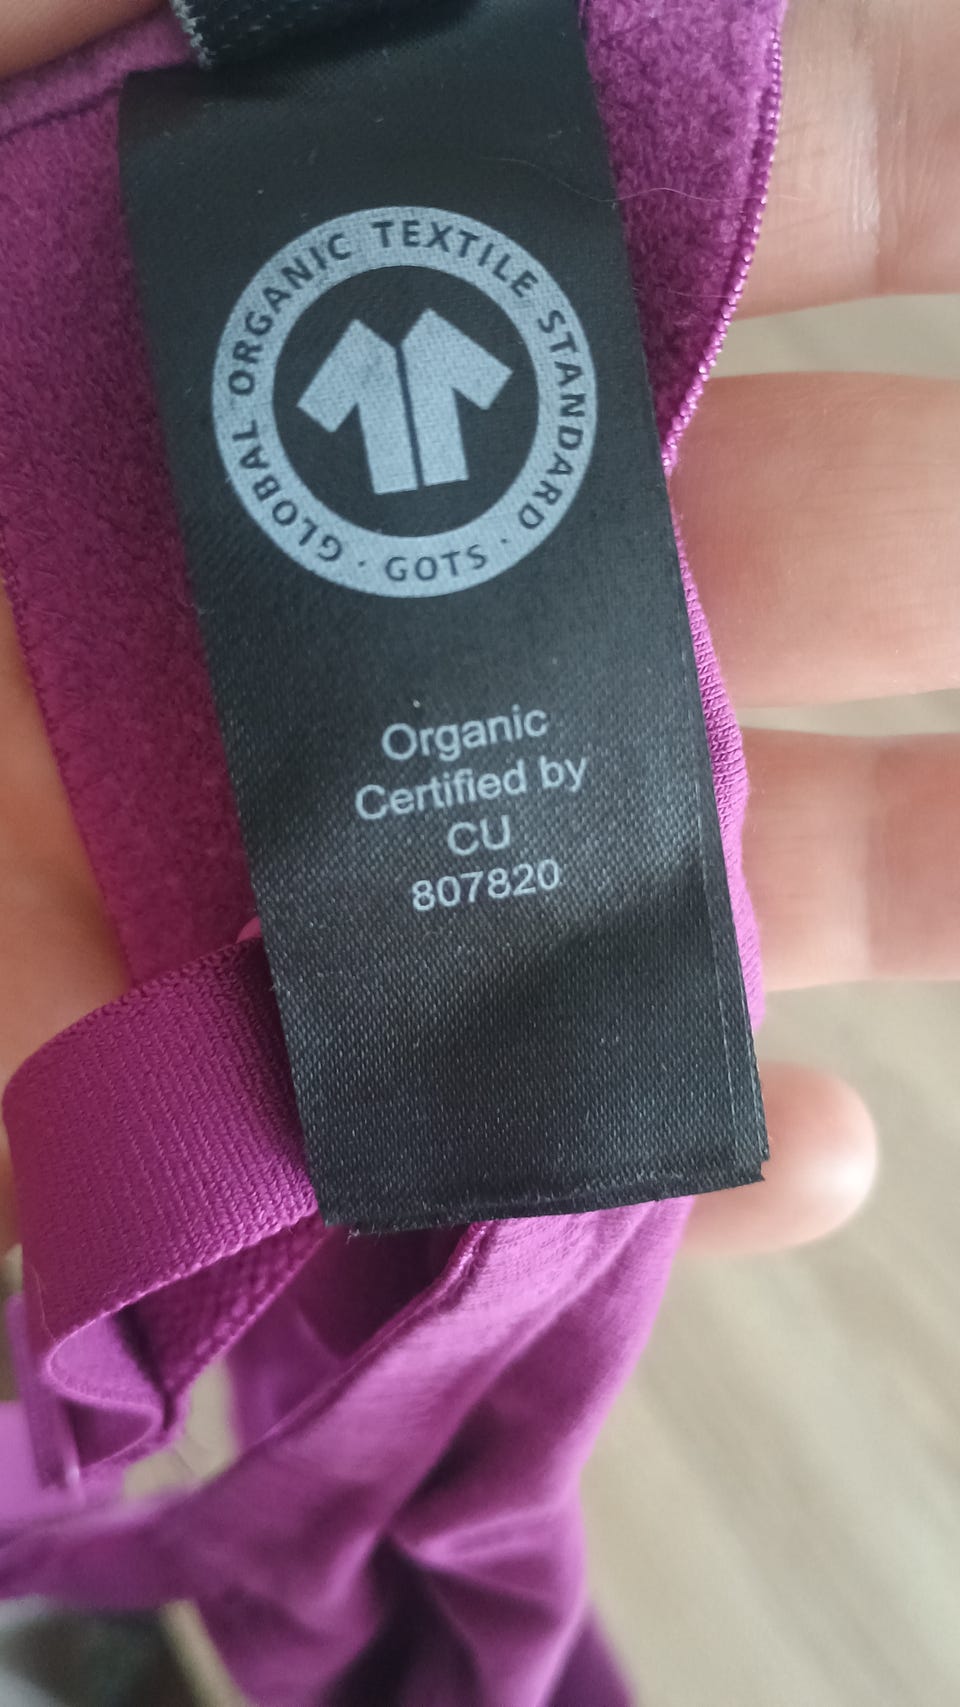 GLOBAL ORGANIC TEXTILE STANDARD · GOTS ·
Organic
Certified by
CU
807820